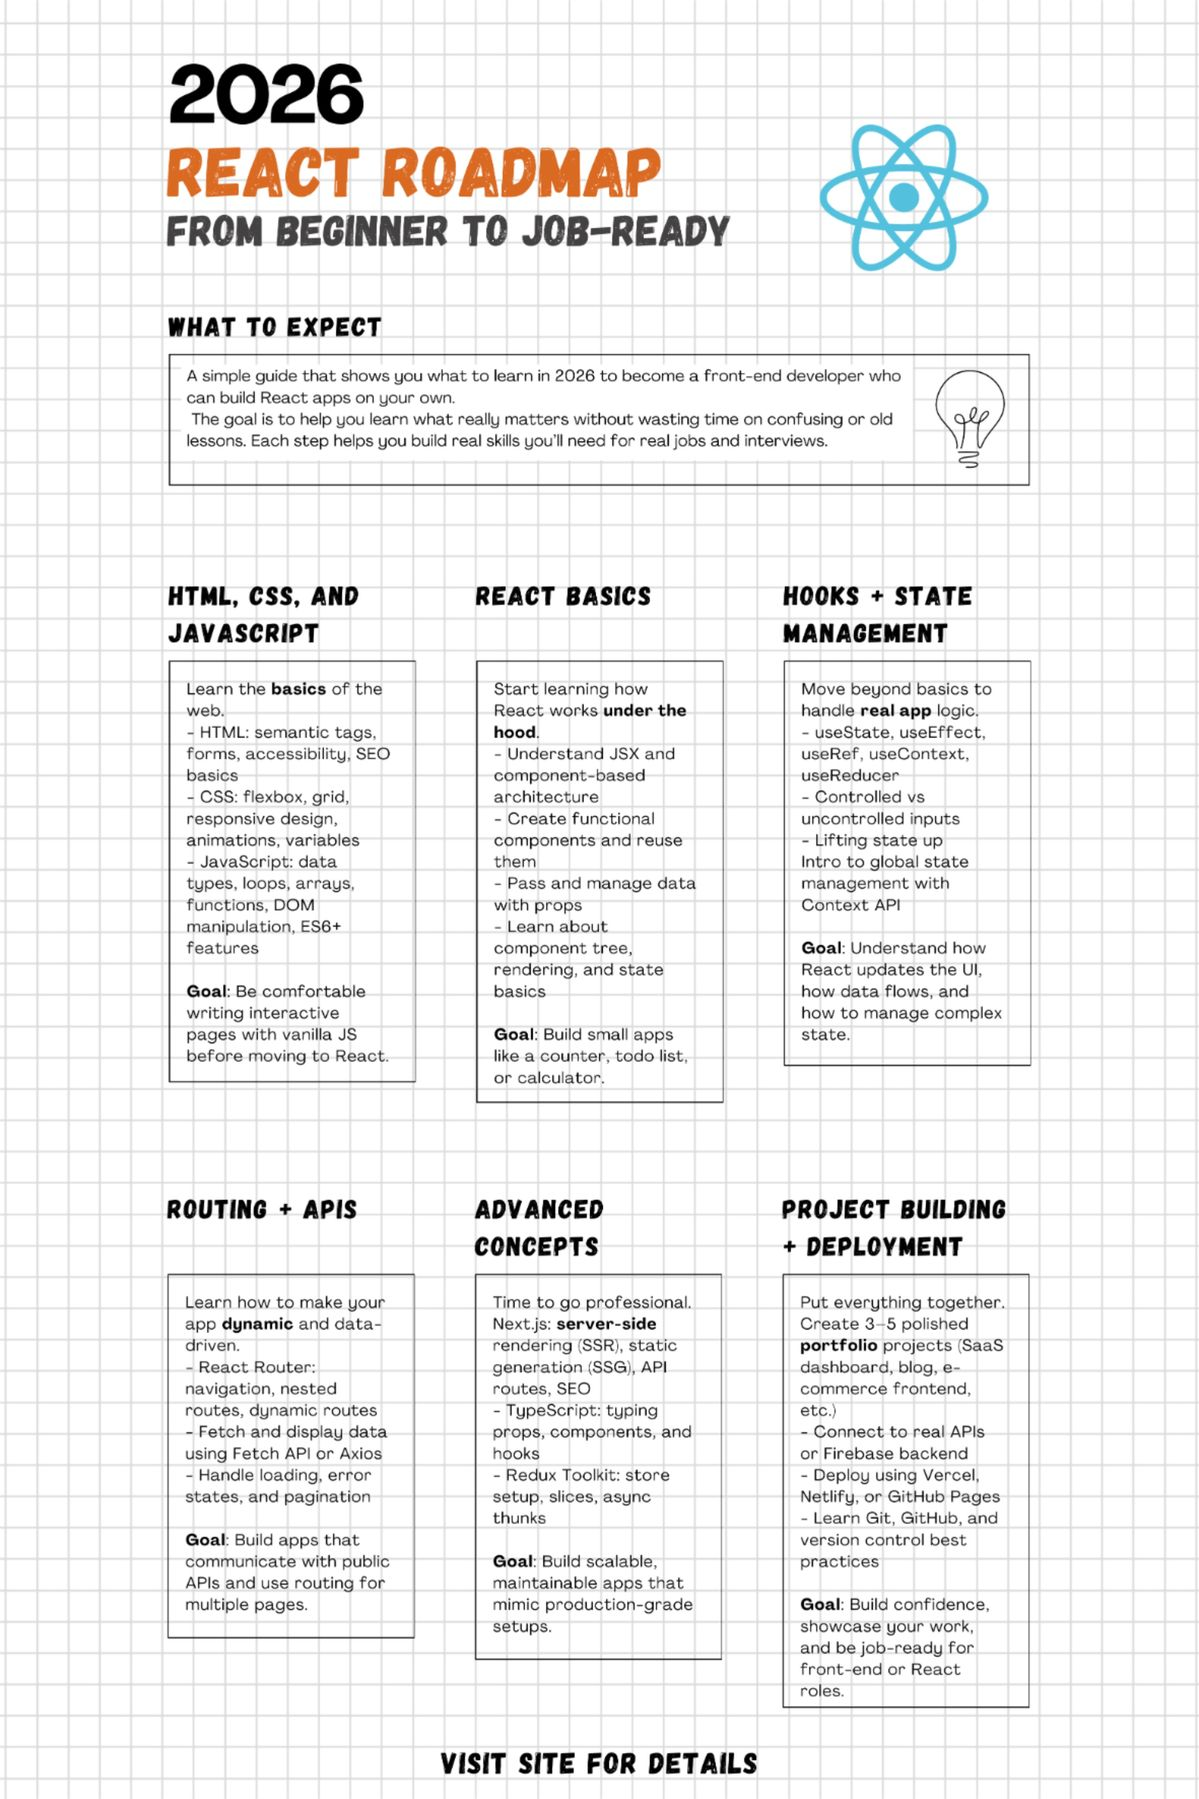 2026
REACT ROADMAP
FROM BEGINNER TO JOB-READY
WHAT TO EXPECT
A simple guide that shows you what to learn in 2026 to become a front-end developer who
can build React apps on your own.
The goal is to help you learn what really matters without wasting time on confusing or old
lessons. Each step helps you build real skills you'll need for real jobs and interviews.
HTML, CSS, AND
JAVASCRIPT
Learn the basics of the
web.
- HTML: semantic tags,
forms, accessibility, SEO
basics
- CSS: flexbox, grid,
responsive design,
animations, variables
- JavaScript: data
types, loops, arrays,
functions, DOM
manipulation, ES6+
features
Goal: Be comfortable
writing interactive
pages with vanilla JS
before moving to React.
REACT BASICS
Start learning how
React works under the
hood.
- Understand JSX and
component-based
architecture
- Create functional
components and reuse
them
- Pass and manage data
with props
- Learn about
component tree,
rendering, and state
basics
Goal: Build small apps
like a counter, todo list,
or calculator.
HOOKS + STATE
MANAGEMENT
Move beyond basics to
handle real app logic.
- useState, useEffect,
useRef, useContext,
useReducer
- Controlled vs
uncontrolled inputs
- Lifting state up
Intro to global state
management with
Context API
Goal: Understand how
React updates the UI,
how data flows, and
how to manage complex
state.
ROUTING + APIS
Learn how to make your
app dynamic and data-
driven.
- React Router:
navigation, nested
routes, dynamic routes
- Fetch and display data
using Fetch API or Axios
- Handle loading, error
states, and pagination
Goal: Build apps that
communicate with public
APIs and use routing for
multiple pages.
ADVANCED
CONCEPTS
Time to go professional.
Next.js: server-side
rendering (SSR), static
generation (SSG), API
routes, SEO
- TypeScript: typing
props, components, and
hooks
- Redux Toolkit: store
setup, slices, async
thunks
Goal: Build scalable,
maintainable apps that
mimic production-grade
setups.
PROJECT BUILDING
+ DEPLOYMENT
Put everything together.
Create 3–5 polished
portfolio projects (SaaS
dashboard, blog, e-
commerce frontend,
etc.)
- Connect to real APIs
or Firebase backend
- Deploy using Vercel,
Netlify, or GitHub Pages
- Learn Git, GitHub, and
version control best
practices
Goal: Build confidence,
showcase your work,
and be job-ready for
front-end or React
roles.
VISIT SITE FOR DETAILS